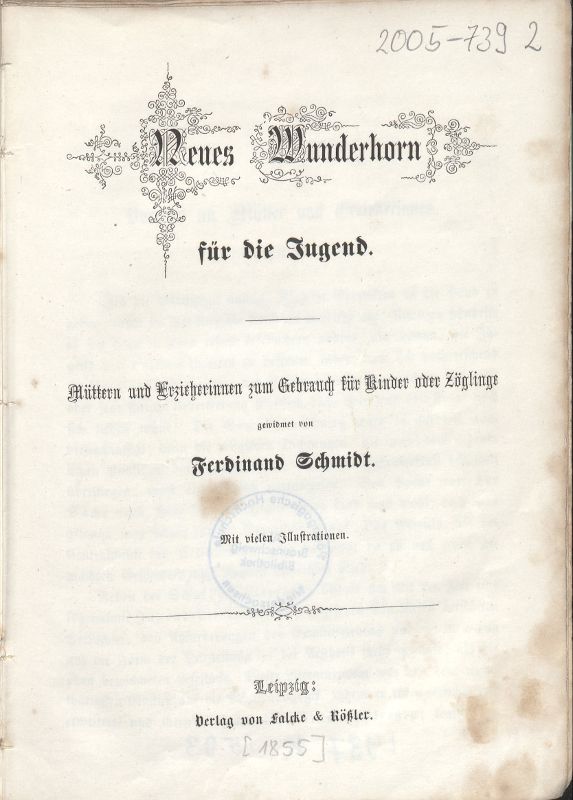 2005-739 2
Neues Wunderhorn
für die Jugend.
Müttern und Erzieherinnen zum Gebrauch für Kinder oder Zöglinge
gewidmet von
Ferdinand Schmidt.
Mit vielen Illustrationen.
Leipzig:
Verlag von Falcke & Rößler.
[1855]